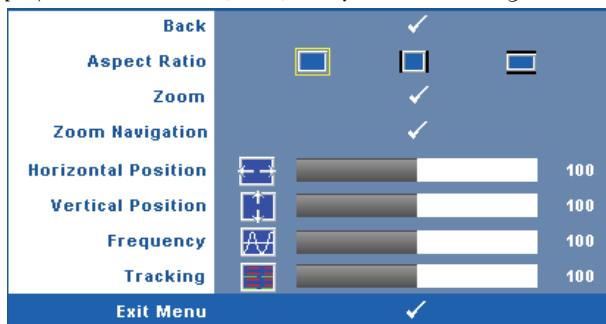 Back
Aspect Ratio
Zoom
Zoom Navigation
Horizontal Position 100
Vertical Position 100
Frequency 100
Tracking 100
Exit Menu